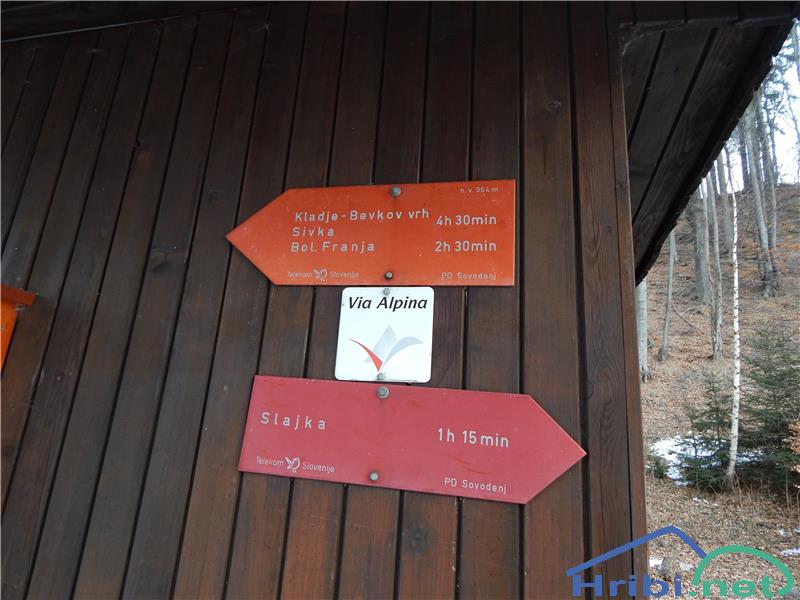 n.v. 964 m
Kladje-Bevkov vrh 4h 30min
Sivka
Bol. Franja 2h 30min
Telekom Slovenije PD Sovodenj
Via Alpina
Slajka 1h 15min
Telekom Slovenije PD Sovodenj
Hribi.net